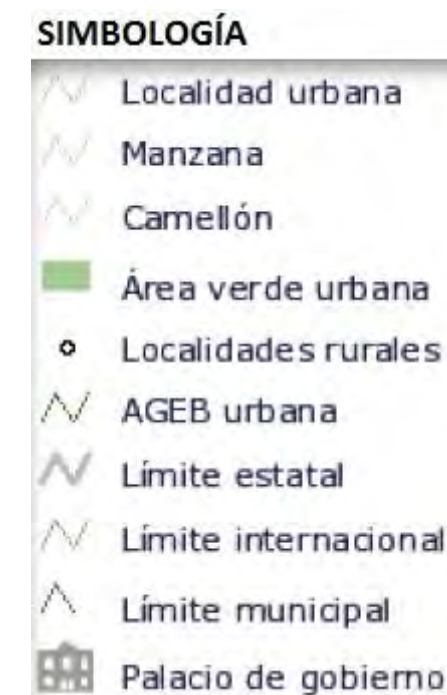 SIMBOLOGÍA
Localidad urbana
Manzana
Camellón
Área verde urbana
Localidades rurales
AGEB urbana
Límite estatal
Límite internacional
Límite municipal
Palacio de gobierno